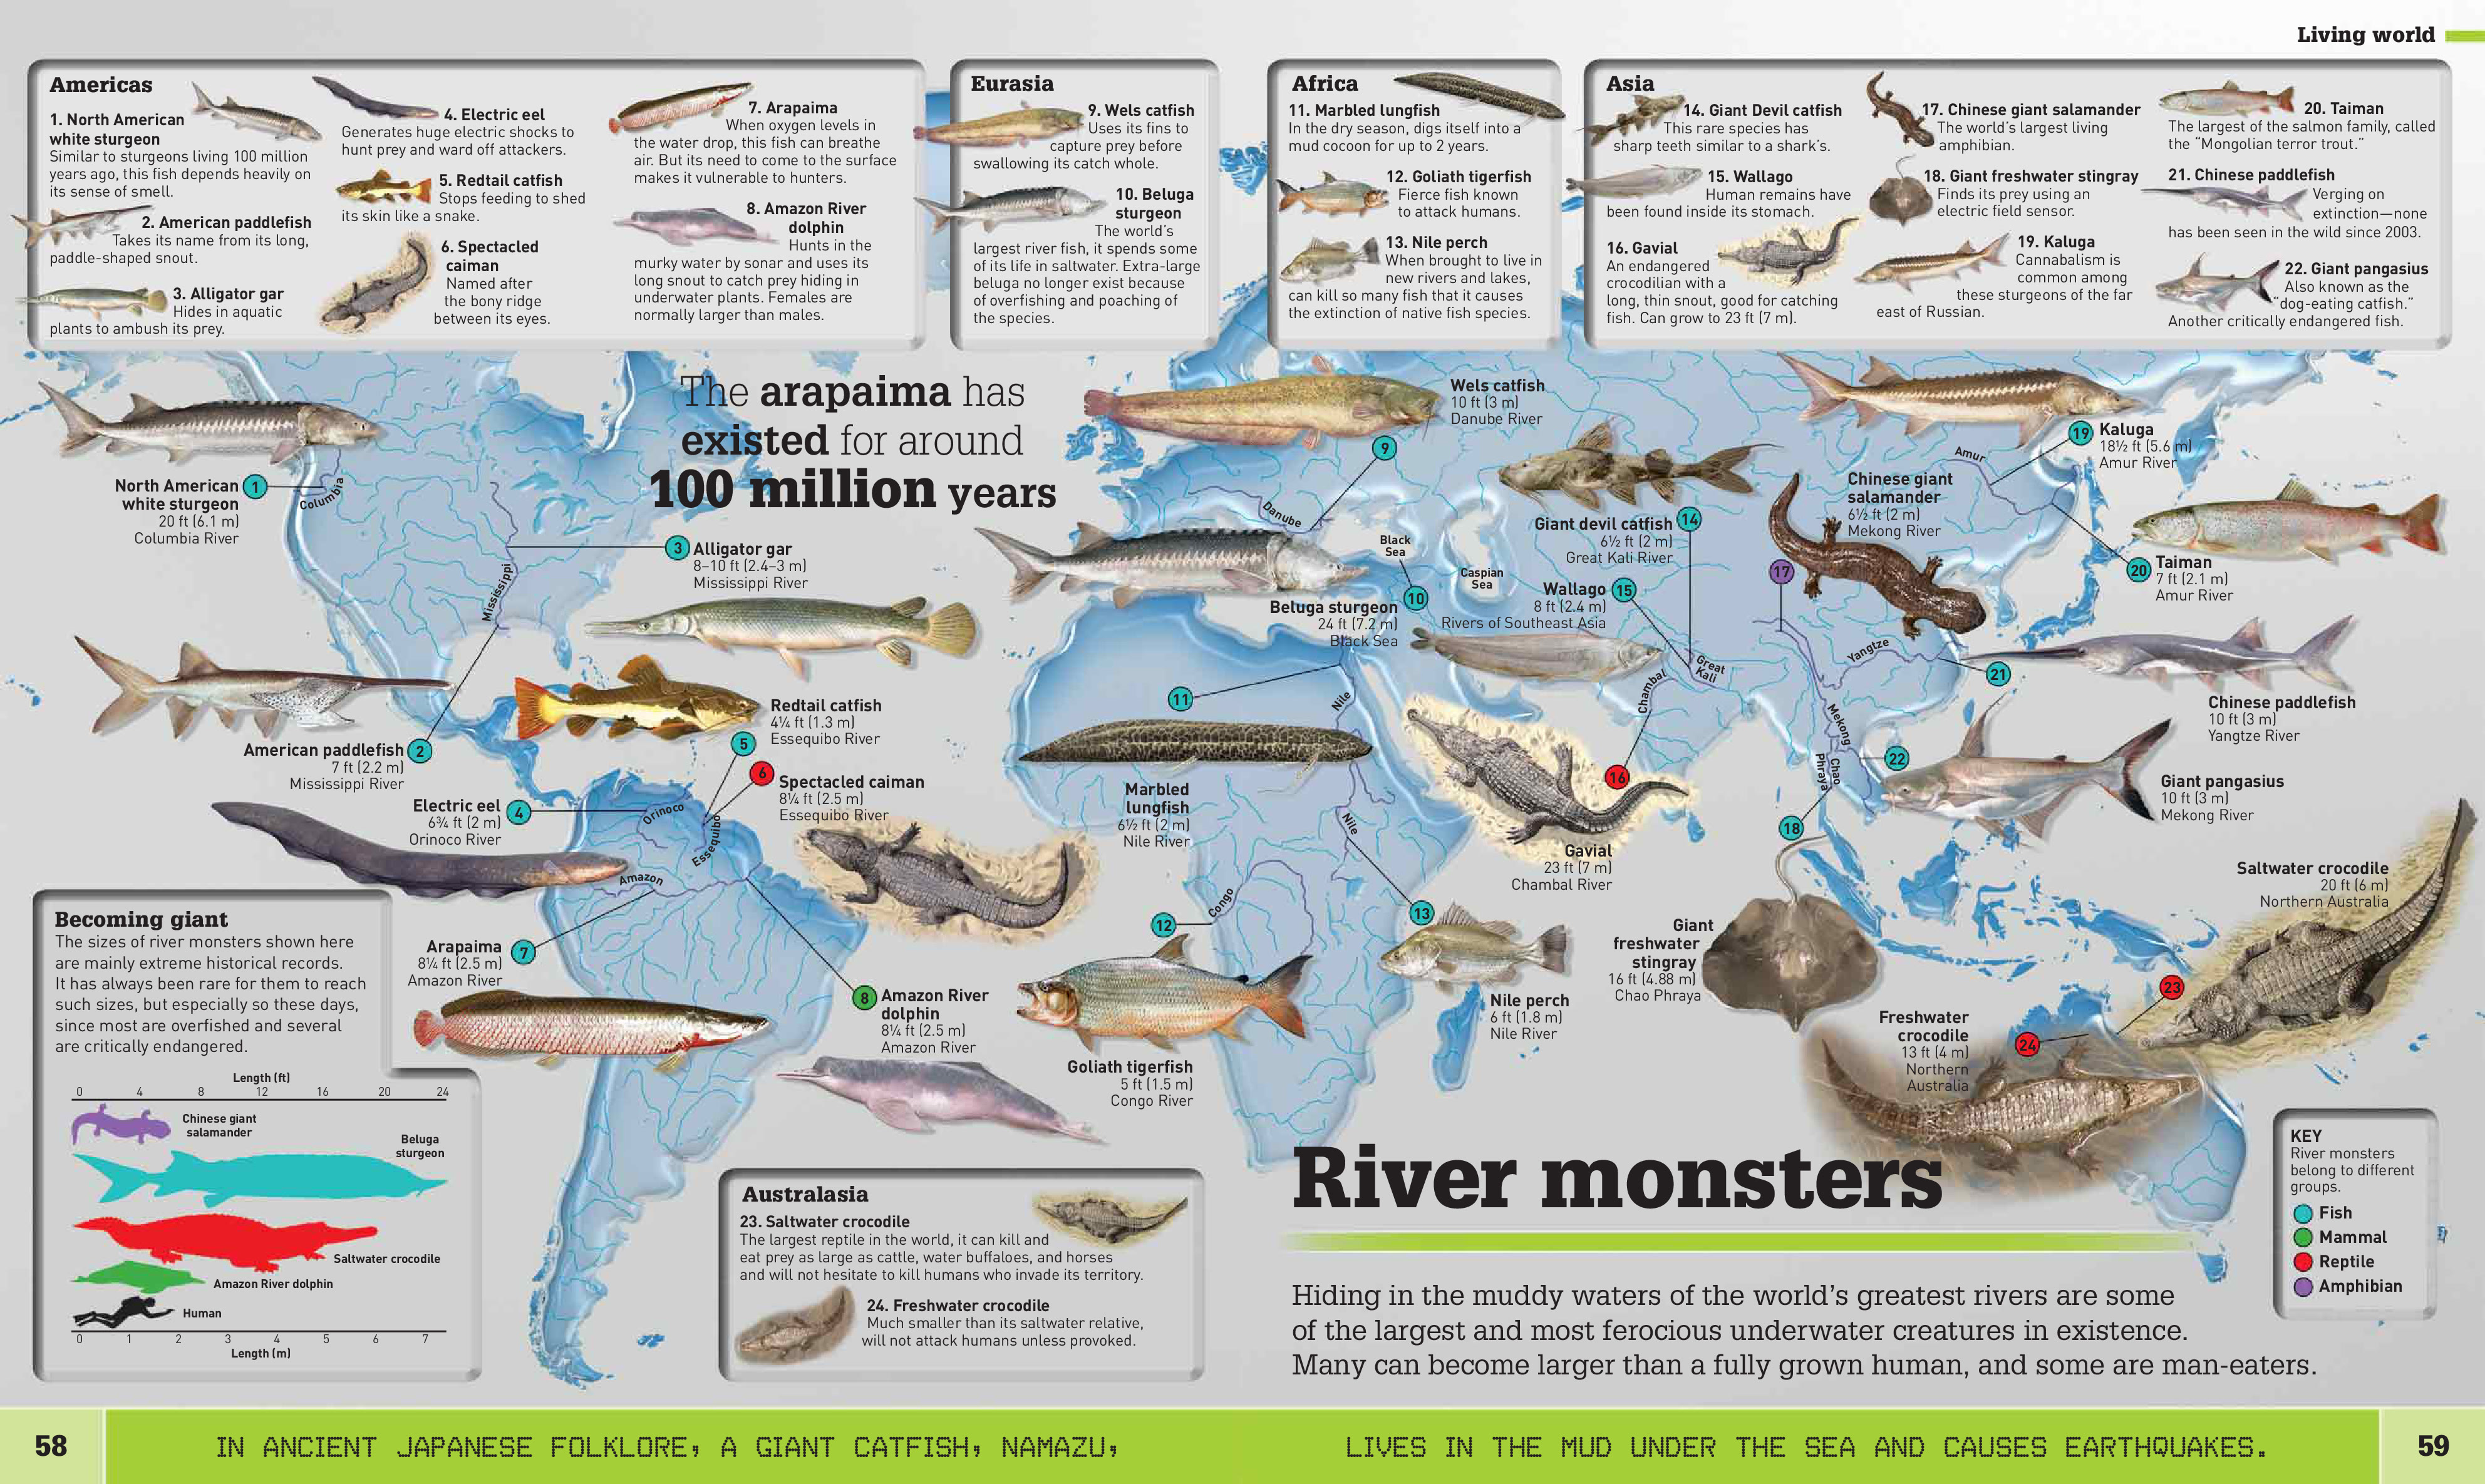 Living world
Americas
1. North American
white sturgeon
Similar to sturgeons living 100 million
years ago, this fish depends heavily on
its sense of smell.
2. American paddlefish
Takes its name from its long,
paddle-shaped snout.
3. Alligator gar
Hides in aquatic
plants to ambush its prey.
4. Electric eel
Generates huge electric shocks to
hunt prey and ward off attackers.
5. Redtail catfish
Stops feeding to shed
its skin like a snake.
6. Spectacled
caiman
Named after
the bony ridge
between its eyes.
7. Arapaima
When oxygen levels in
the water drop, this fish can breathe
air. But its need to come to the surface
makes it vulnerable to hunters.
8. Amazon River
dolphin
Hunts in the
murky water by sonar and uses its
long snout to catch prey hiding in
underwater plants. Females are
normally larger than males.
Eurasia
9. Wels catfish
Uses its fins to
capture prey before
swallowing its catch whole.
10. Beluga
sturgeon
The world's
largest river fish, it spends some
of its life in saltwater. Extra-large
beluga no longer exist because
of overfishing and poaching of
the species.
Africa
11. Marbled lungfish
In the dry season, digs itself into a
mud cocoon for up to 2 years.
12. Goliath tigerfish
Fierce fish known
to attack humans.
13. Nile perch
When brought to live in
new rivers and lakes,
can kill so many fish that it causes
the extinction of native fish species.
Asia
14. Giant Devil catfish
This rare species has
sharp teeth similar to a shark's.
15. Wallago
Human remains have
been found inside its stomach.
16. Gavial
An endangered
crocodilian with a
long, thin snout, good for catching
fish. Can grow to 23 ft (7 m).
17. Chinese giant salamander
The world's largest living
amphibian.
18. Giant freshwater stingray
Finds its prey using an
electric field sensor.
19. Kaluga
Cannabalism is
common among
these sturgeons of the far
east of Russian.
20. Taiman
The largest of the salmon family, called
the "Mongolian terror trout."
21. Chinese paddlefish
Verging on
extinction—none
has been seen in the wild since 2003.
22. Giant pangasius
Also known as the
"dog-eating catfish."
Another critically endangered fish.
The arapaima has
existed for around
100 million years
North American 1
white sturgeon
20 ft (6.1 m)
Columbia River
Columbia
3 Alligator gar
8–10 ft (2.4–3 m)
Mississippi River
Mississippi
American paddlefish 2
7 ft (2.2 m)
Mississippi River
Redtail catfish
4¼ ft (1.3 m)
Essequibo River
5
6
Spectacled caiman
8¼ ft (2.5 m)
Essequibo River
Electric eel 4
6¾ ft (2 m)
Orinoco River
Orinoco
Essequibo
Amazon
Arapaima 7
8¼ ft (2.5 m)
Amazon River
8 Amazon River
dolphin
8¼ ft (2.5 m)
Amazon River
Wels catfish
10 ft (3 m)
Danube River
9
Danube
Black
Sea
Caspian
Sea
Beluga sturgeon 10
24 ft (7.2 m)
Black Sea
Giant devil catfish 14
6½ ft (2 m)
Great Kali River
Wallago 15
8 ft (2.4 m)
Rivers of Southeast Asia
Great
Kali
Chambal
Chinese giant
salamander
6½ ft (2 m)
Mekong River
17
Amur
19 Kaluga
18½ ft (5.6 m)
Amur River
20 Taiman
7 ft (2.1 m)
Amur River
Yangtze
21
Chinese paddlefish
10 ft (3 m)
Yangtze River
Mekong
Chao
Phraya
22
Giant pangasius
10 ft (3 m)
Mekong River
18
Giant
freshwater
stingray
16 ft (4.88 m)
Chao Phraya
11
Nile
Marbled
lungfish
6½ ft (2 m)
Nile River
Nile
16
Gavial
23 ft (7 m)
Chambal River
12
Congo
Goliath tigerfish
5 ft (1.5 m)
Congo River
13
Nile perch
6 ft (1.8 m)
Nile River
Saltwater crocodile
20 ft (6 m)
Northern Australia
23
Freshwater
crocodile
13 ft (4 m)
Northern
Australia
24
Becoming giant
The sizes of river monsters shown here
are mainly extreme historical records.
It has always been rare for them to reach
such sizes, but especially so these days,
since most are overfished and several
are critically endangered.
Length (ft)
0 4 8 12 16 20 24
Chinese giant
salamander
Beluga
sturgeon
Saltwater crocodile
Amazon River dolphin
Human
0 1 2 3 4 5 6 7
Length (m)
Australasia
23. Saltwater crocodile
The largest reptile in the world, it can kill and
eat prey as large as cattle, water buffaloes, and horses
and will not hesitate to kill humans who invade its territory.
24. Freshwater crocodile
Much smaller than its saltwater relative,
will not attack humans unless provoked.
River monsters
Hiding in the muddy waters of the world's greatest rivers are some
of the largest and most ferocious underwater creatures in existence.
Many can become larger than a fully grown human, and some are man-eaters.
KEY
River monsters
belong to different
groups.
Fish
Mammal
Reptile
Amphibian
58
IN ANCIENT JAPANESE FOLKLORE, A GIANT CATFISH, NAMAZU,
LIVES IN THE MUD UNDER THE SEA AND CAUSES EARTHQUAKES.
59